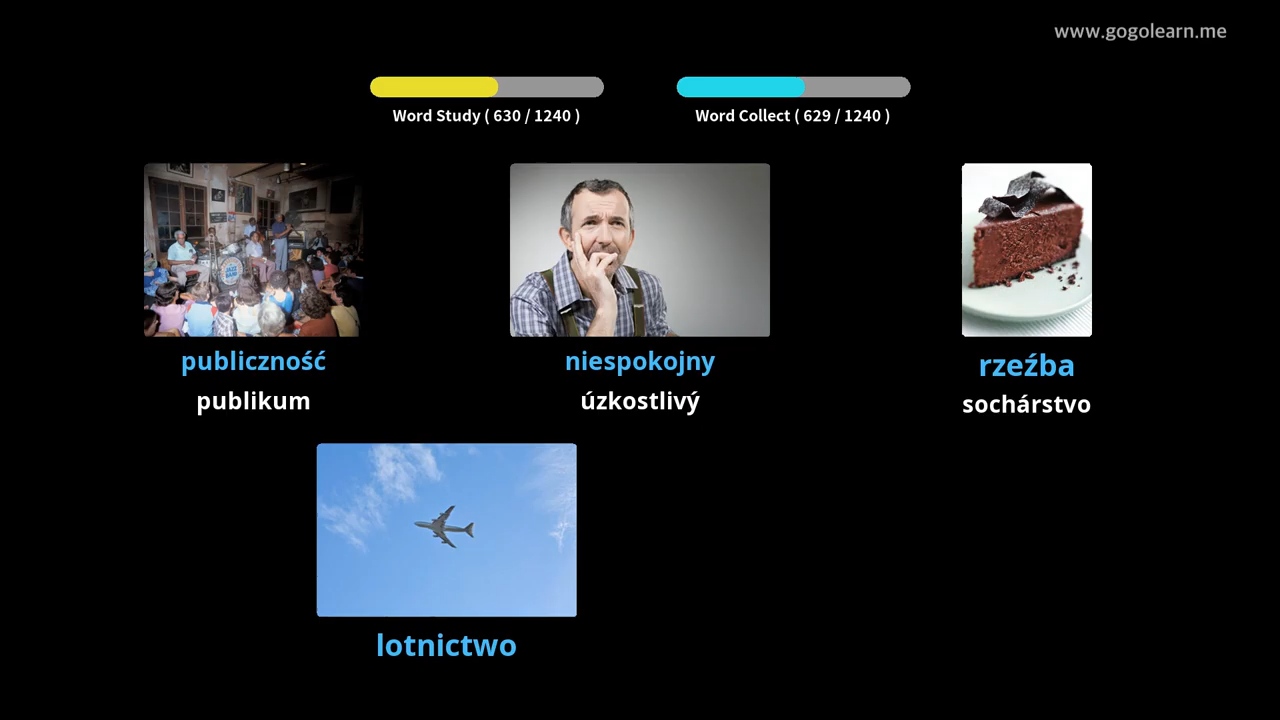 www.gogolearn.me
Word Study ( 630 / 1240 )
Word Collect ( 629 / 1240 )
publiczność
publikum
niespokojny
úzkostlivý
rzeźba
sochárstvo
lotnictwo